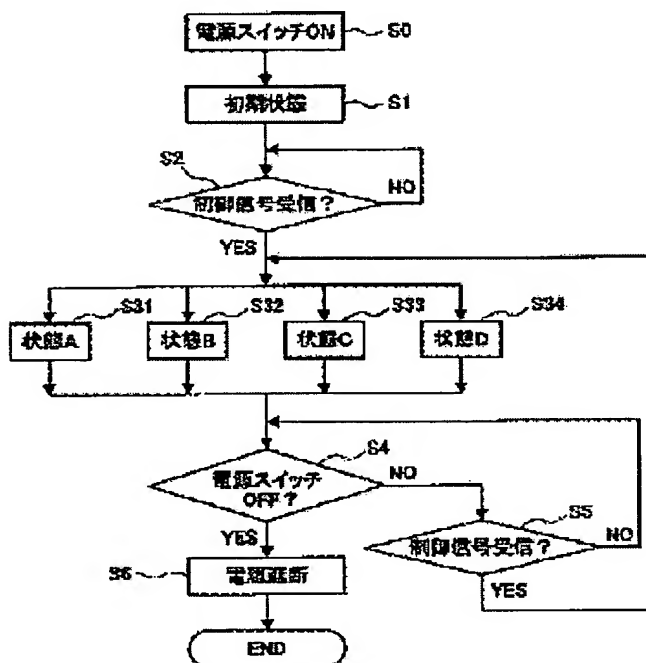 電源スイッチON
S0
初期状態
S1
S2
制御信号受信？
NO
YES
S31
S32
S33
S34
状態A
状態B
状態C
状態D
S4
電源スイッチ
OFF？
NO
YES
S5
制御信号受信？
NO
YES
S6
電源遮断
END